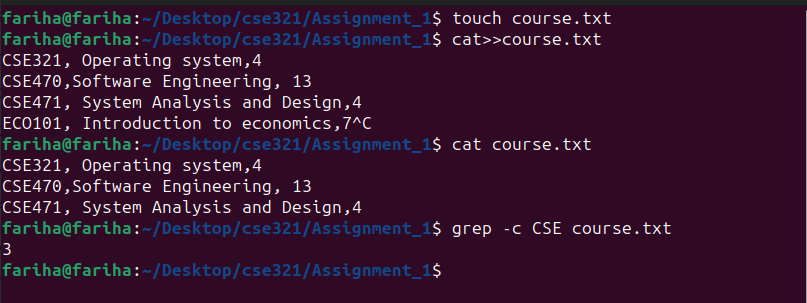 fariha@fariha:~/Desktop/cse321/Assignment_1$ touch course.txt
fariha@fariha:~/Desktop/cse321/Assignment_1$ cat>>course.txt
CSE321, Operating system,4
CSE470,Software Engineering, 13
CSE471, System Analysis and Design,4
ECO101, Introduction to economics,7^C
fariha@fariha:~/Desktop/cse321/Assignment_1$ cat course.txt
CSE321, Operating system,4
CSE470,Software Engineering, 13
CSE471, System Analysis and Design,4
fariha@fariha:~/Desktop/cse321/Assignment_1$ grep -c CSE course.txt
3
fariha@fariha:~/Desktop/cse321/Assignment_1$